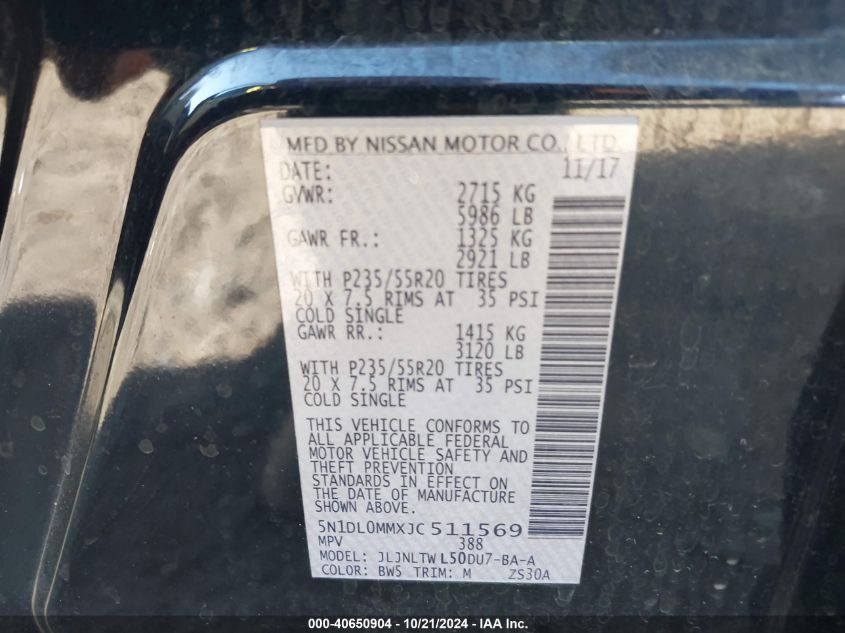 MFD BY NISSAN MOTOR CO., LTD.
DATE: 11/17
GVWR: 2715 KG
5986 LB
GAWR FR.: 1325 KG
2921 LB
WITH P235/55R20 TIRES
20 X 7.5 RIMS AT 35 PSI
COLD SINGLE
GAWR RR.: 1415 KG
3120 LB
WITH P235/55R20 TIRES
20 X 7.5 RIMS AT 35 PSI
COLD SINGLE
THIS VEHICLE CONFORMS TO
ALL APPLICABLE FEDERAL
MOTOR VEHICLE SAFETY AND
THEFT PREVENTION
STANDARDS IN EFFECT ON
THE DATE OF MANUFACTURE
SHOWN ABOVE.
5N1DL0MMXJC511569
MPV 388
MODEL: JLJNLTWL50DU7-BA-A
COLOR: BW5 TRIM: M ZS30A
000-40650904 - 10/21/2024 - IAA Inc.